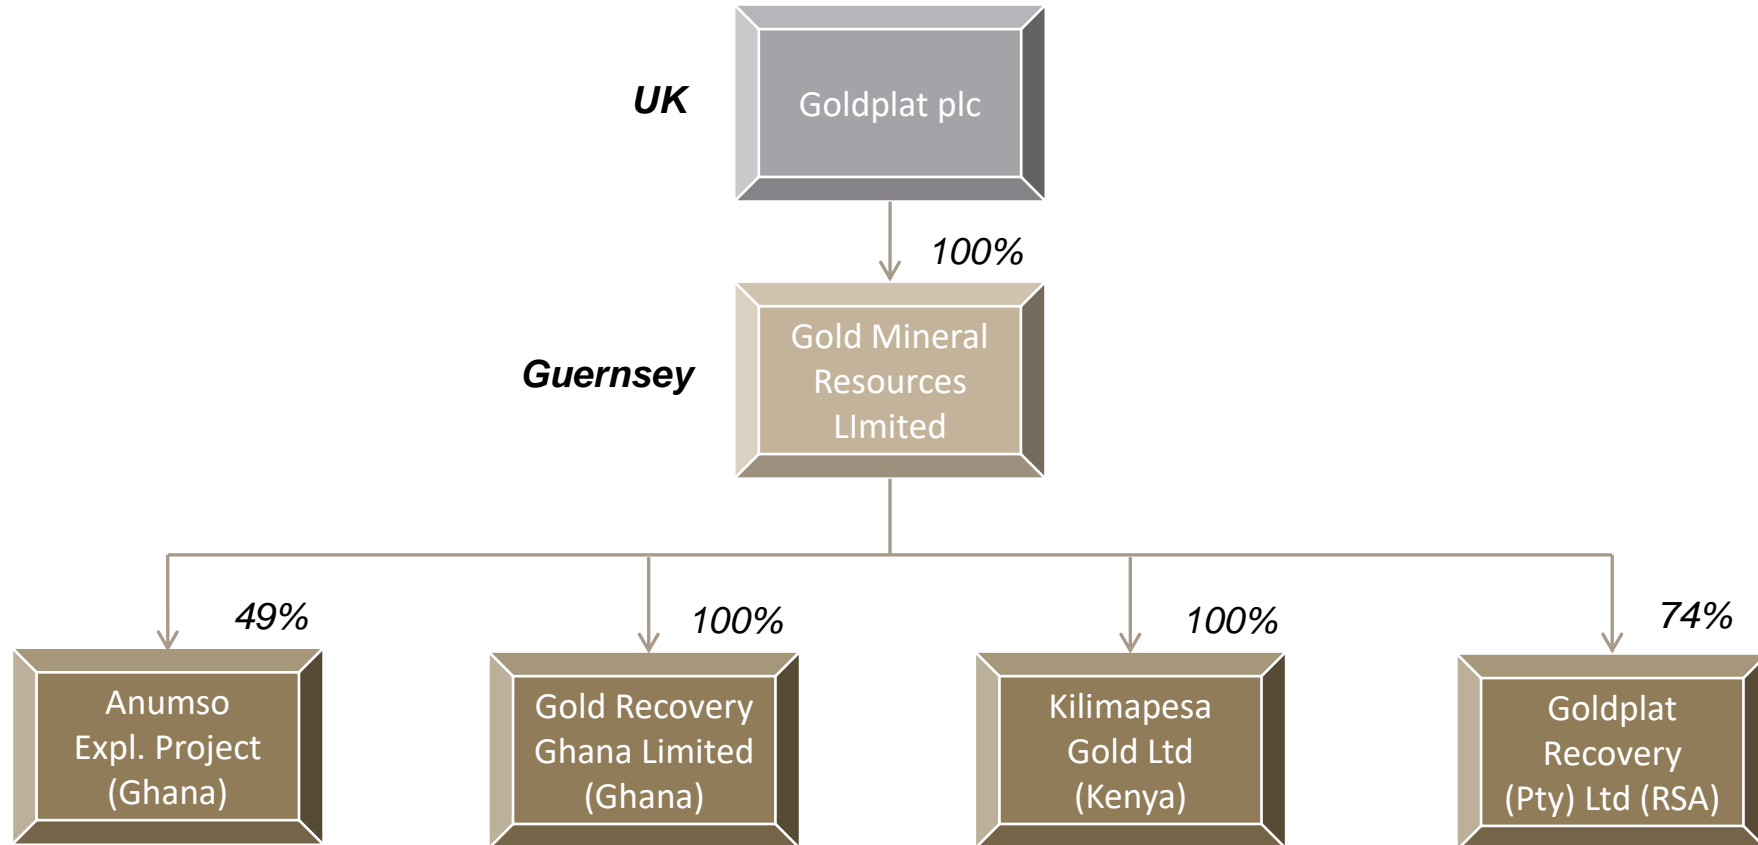 UK
Goldplat plc
100%
Guernsey
Gold Mineral
Resources
LImited
49%
100%
100%
74%
Anumso
Expl. Project
(Ghana)
Gold Recovery
Ghana Limited
(Ghana)
Kilimapesa
Gold Ltd
(Kenya)
Goldplat
Recovery
(Pty) Ltd (RSA)